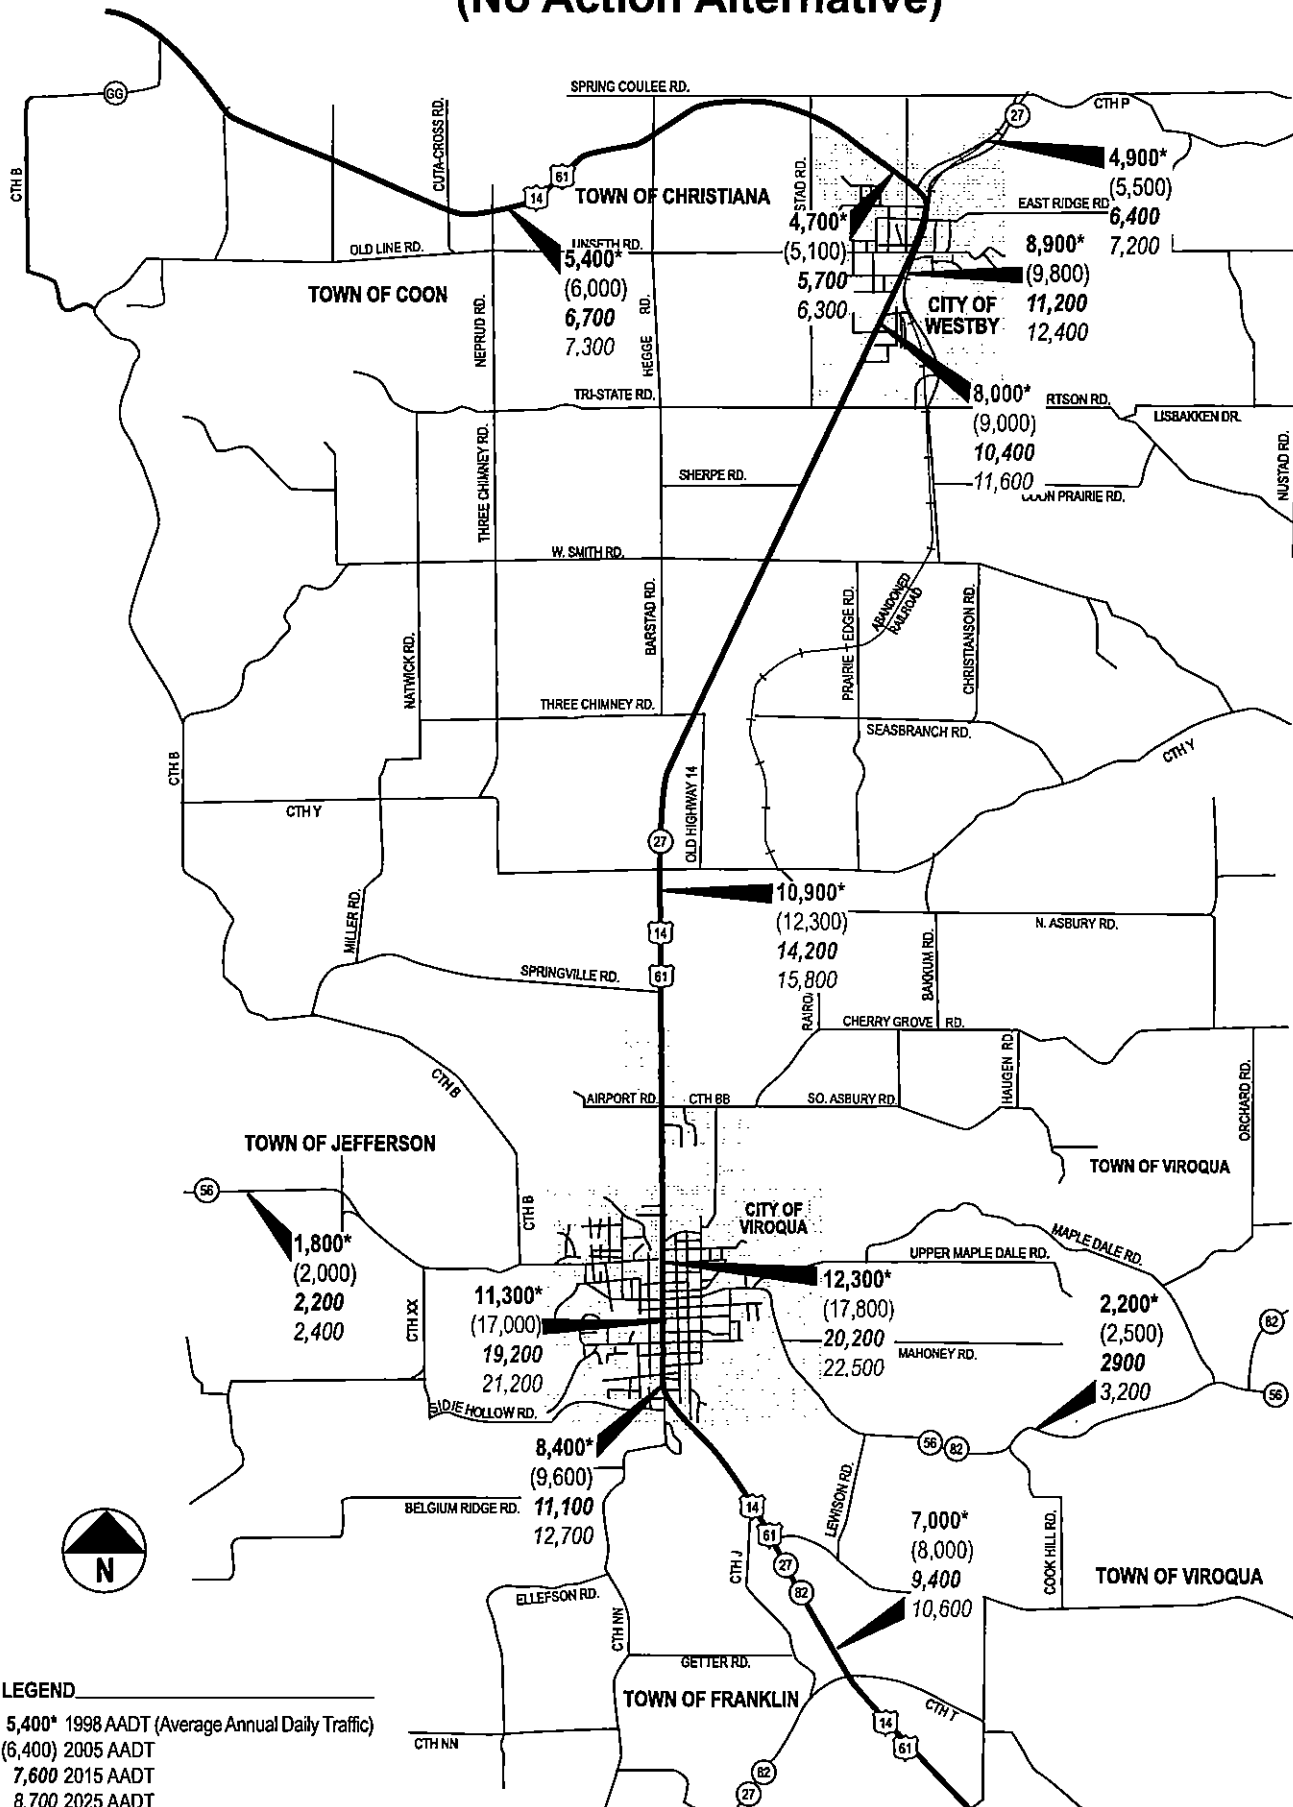 (No Action Alternative)
SPRING COULEE RD.
GG
CTH P
27
CTH B
CUTA-CROSS RD.
61
14
TOWN OF CHRISTIANA
STAD RD.
4,900*
(5,500)
6,400
7,200
EAST RIDGE RD
4,700*
(5,100)
5,700
6,300
OLD LINE RD.
UNSETH RD.
5,400*
(6,000)
6,700
7,300
8,900*
(9,800)
11,200
12,400
TOWN OF COON
CITY OF
WESTBY
NEPRUD RD.
HEGGE RD.
TRI-STATE RD.
8,000*
(9,000)
10,400
11,600
RTSON RD.
LISBAKKEN DR.
NUSTAD RD.
THREE CHIMNEY RD.
SHERPE RD.
COON PRAIRIE RD.
W. SMITH RD.
BARSTAD RD.
PRAIRIE EDGE RD.
ABANDONED
RAILROAD
CHRISTIANSON RD.
NATWICK RD.
THREE CHIMNEY RD.
SEASBRANCH RD.
CTH Y
CTH B
CTH Y
OLD HIGHWAY 14
27
10,900*
(12,300)
14,200
15,800
MILLER RD.
14
N. ASBURY RD.
BAKKUM RD.
SPRINGVILLE RD.
61
RAIRO
CHERRY GROVE RD.
HAUGEN RD.
ORCHARD RD.
CTH B
AIRPORT RD.
CTH BB
SO. ASBURY RD.
TOWN OF JEFFERSON
TOWN OF VIROQUA
56
CTH B
CITY OF
VIROQUA
MAPLE DALE RD.
UPPER MAPLE DALE RD.
1,800*
(2,000)
2,200
2,400
CTH XX
11,300*
(17,000)
19,200
21,200
12,300*
(17,800)
20,200
22,500
MAHONEY RD.
2,200*
(2,500)
2900
3,200
82
56
SIDIE HOLLOW RD.
56
82
8,400*
(9,600)
11,100
12,700
BELGIUM RIDGE RD.
LEWISON RD.
14
61
27
82
7,000*
(8,000)
9,400
10,600
COOK HILL RD.
N
CTH J
TOWN OF VIROQUA
ELLEFSON RD.
CTH NN
GETTER RD.
TOWN OF FRANKLIN
CTH T
14
61
CTH NN
82
27
LEGEND
5,400* 1998 AADT (Average Annual Daily Traffic)
(6,400) 2005 AADT
7,600 2015 AADT
8,700 2025 AADT